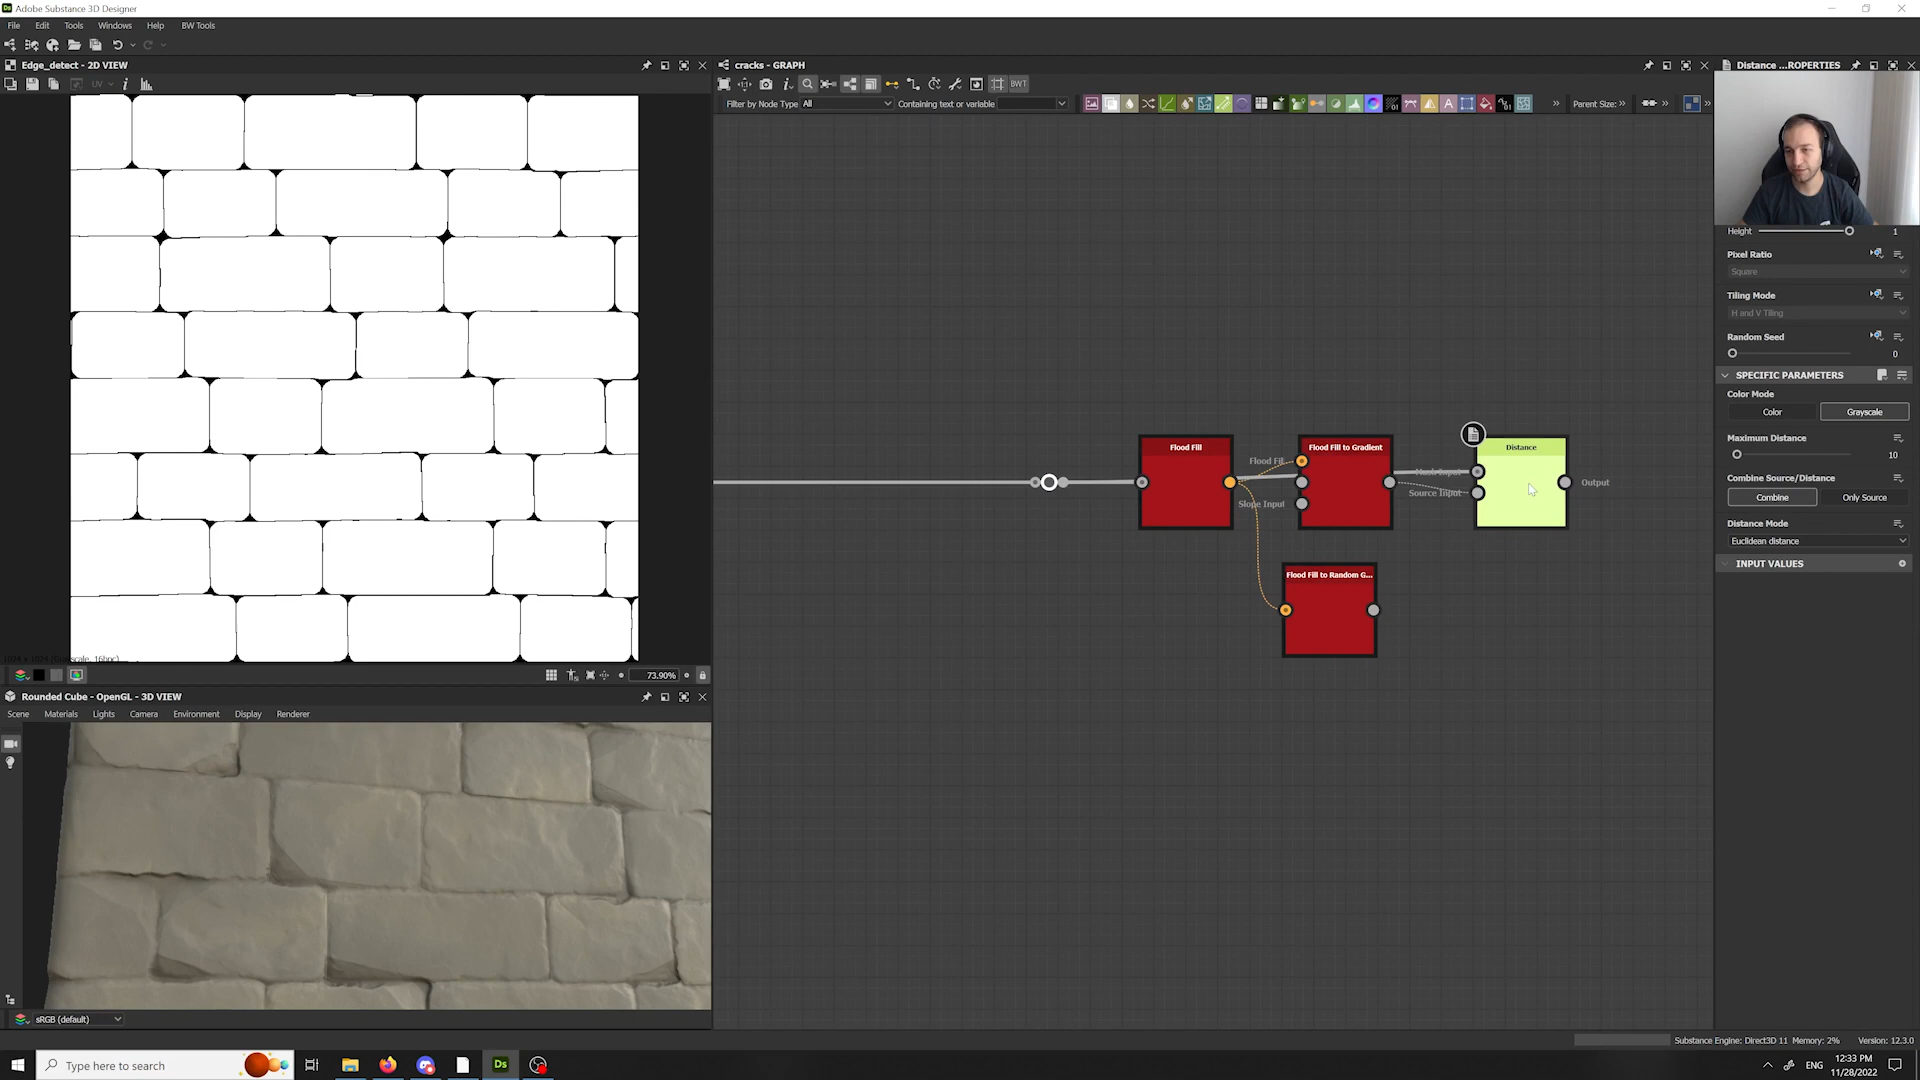 Adobe Substance 3D Designer
File Edit Tools Windows Help BW Tools
Edge_detect - 2D VIEW
UV
73.90%
Rounded Cube - OpenGL - 3D VIEW
Scene Materials Lights Camera Environment Display Renderer
sRGB (default)
cracks - GRAPH
BWT
Filter by Node Type All
Containing text or variable
Parent Size:
Flood Fill
Flood Fill to Gradient
Slope Input
Distance
Source Input
Output
Flood Fill to Random G...
Distance ...ROPERTIES
Height 1
Pixel Ratio
Square
Tiling Mode
H and V Tiling
Random Seed
0
SPECIFIC PARAMETERS
Color Mode
Color Grayscale
Maximum Distance
10
Combine Source/Distance
Combine Only Source
Distance Mode
Euclidean distance
INPUT VALUES
Substance Engine: Direct3D 11 Memory: 2% Version: 12.3.0
Type here to search
Ds
ENG
12:33 PM
11/28/2022